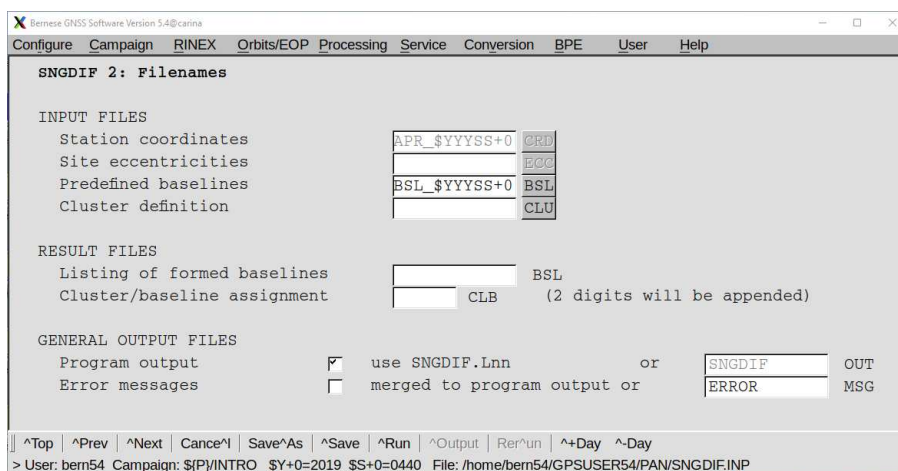 Bernese GNSS Software Version 5.4@carina
Configure Campaign RINEX Orbits/EOP Processing Service Conversion BPE User Help
SNGDIF 2: Filenames
INPUT FILES
Station coordinates APR_$YYYSS+0 CRD
Site eccentricities ECC
Predefined baselines BSL_$YYYSS+0 BSL
Cluster definition CLU
RESULT FILES
Listing of formed baselines BSL
Cluster/baseline assignment CLB (2 digits will be appended)
GENERAL OUTPUT FILES
Program output use SNGDIF.Lnn or SNGDIF OUT
Error messages merged to program output or ERROR MSG
^Top ^Prev ^Next Cance^l Save^As ^Save ^Run ^Output Rer^un ^+Day ^-Day
> User: bern54 Campaign: ${P}/INTRO $Y+0=2019 $S+0=0440 File: /home/bern54/GPSUSER54/PAN/SNGDIF.INP